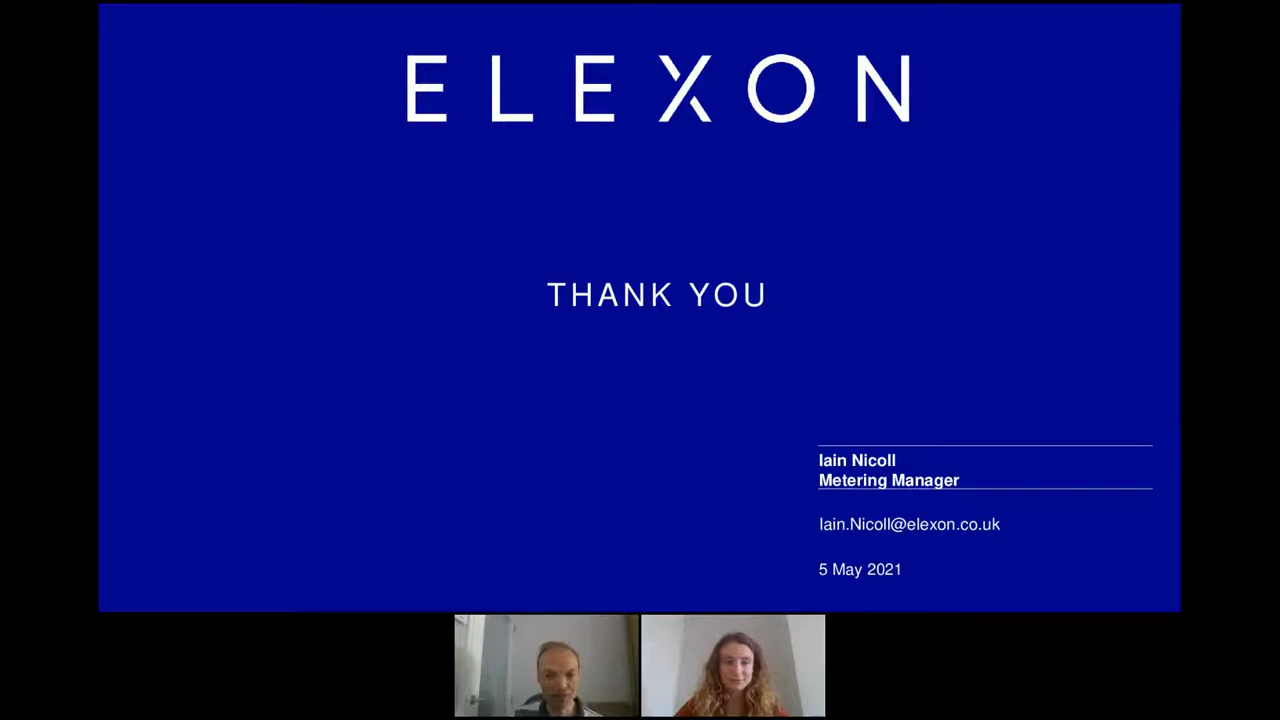 ELEXON
THANK YOU
Iain Nicoll
Metering Manager
Iain.Nicoll@elexon.co.uk
5 May 2021